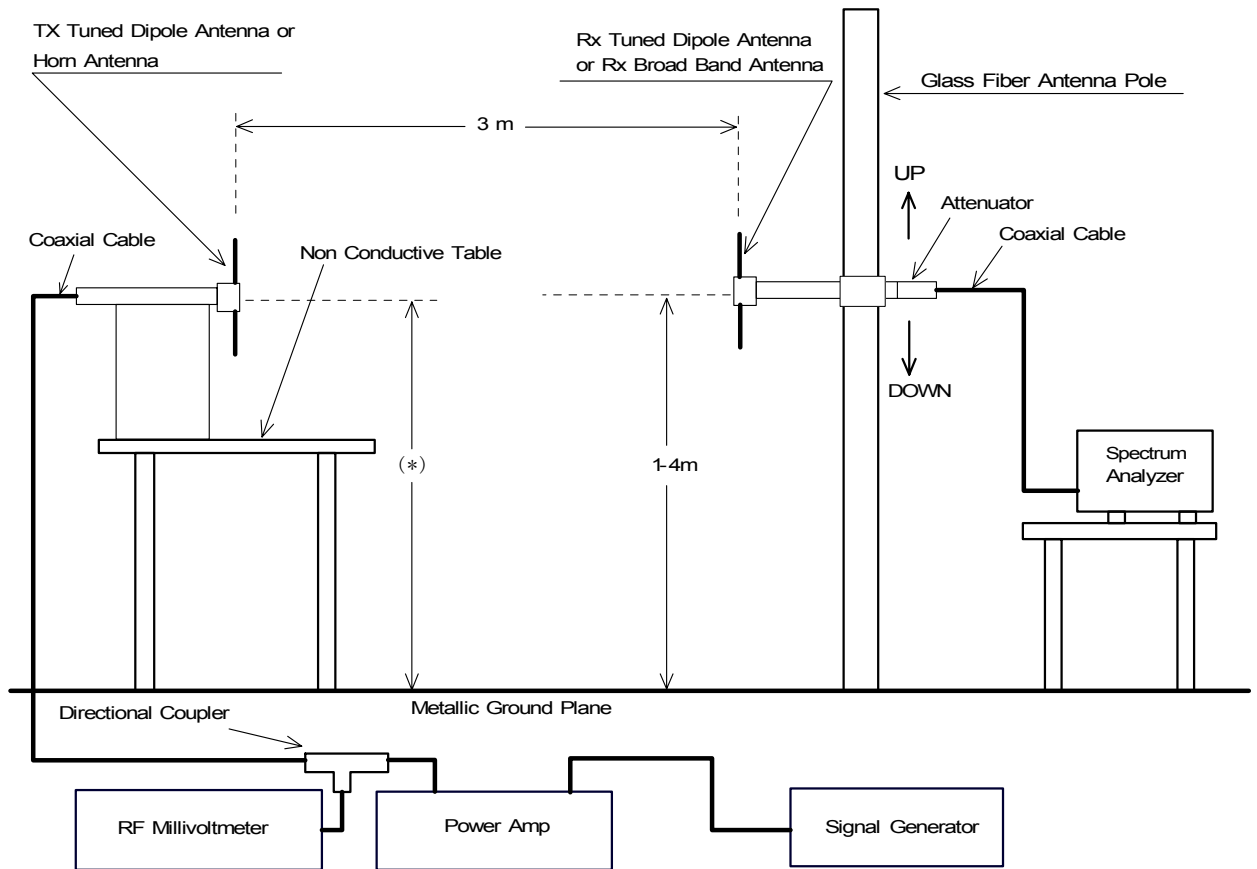 TX Tuned Dipole Antenna or
Horn Antenna
Rx Tuned Dipole Antenna
or Rx Broad Band Antenna
Glass Fiber Antenna Pole
3 m
UP
Attenuator
Coaxial Cable
Coaxial Cable
Non Conductive Table
DOWN
(*)
1-4m
Spectrum
Analyzer
Metallic Ground Plane
Directional Coupler
RF Millivoltmeter
Power Amp
Signal Generator